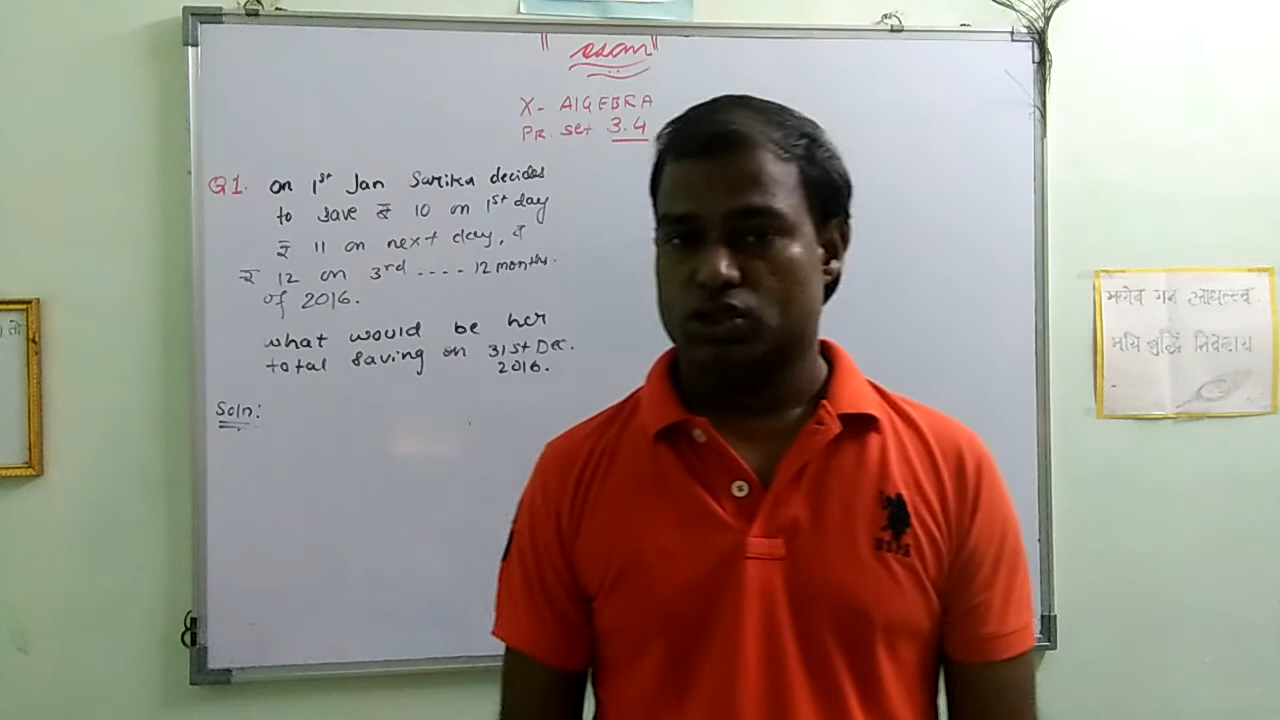 X- AlGEBRA
PR. Set 3.4
Q1. on 1st Jan Sarika decides
to save ₹ 10 on 1st day
₹ 11 on next day, &
₹ 12 on 3rd ---- 12 months.
of 2016.
what would be her
total saving on 31st Dec.
2016.
Soln:
USPA